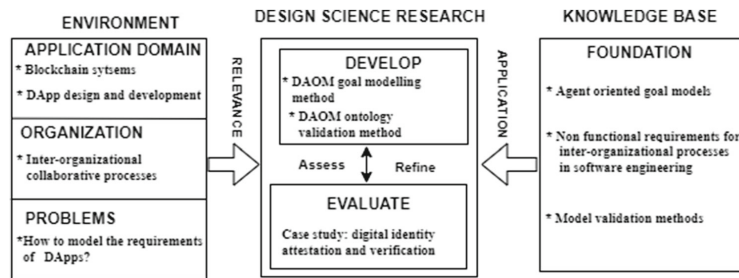 ENVIRONMENT
APPLICATION DOMAIN
* Blockchain sytsems
* DApp design and development
ORGANIZATION
* Inter-organizational
collaborative processes
PROBLEMS
*How to model the requirements
of DApps?
RELEVANCE
DESIGN SCIENCE RESEARCH
DEVELOP
* DAOM goal modelling
method
* DAOM ontology
validation method
Assess
Refine
EVALUATE
Case study: digital identity
attestation and verification
APPLICATION
KNOWLEDGE BASE
FOUNDATION
* Agent oriented goal models
* Non functional requirements for
inter-organizational processes
in software engineering
* Model validation methods